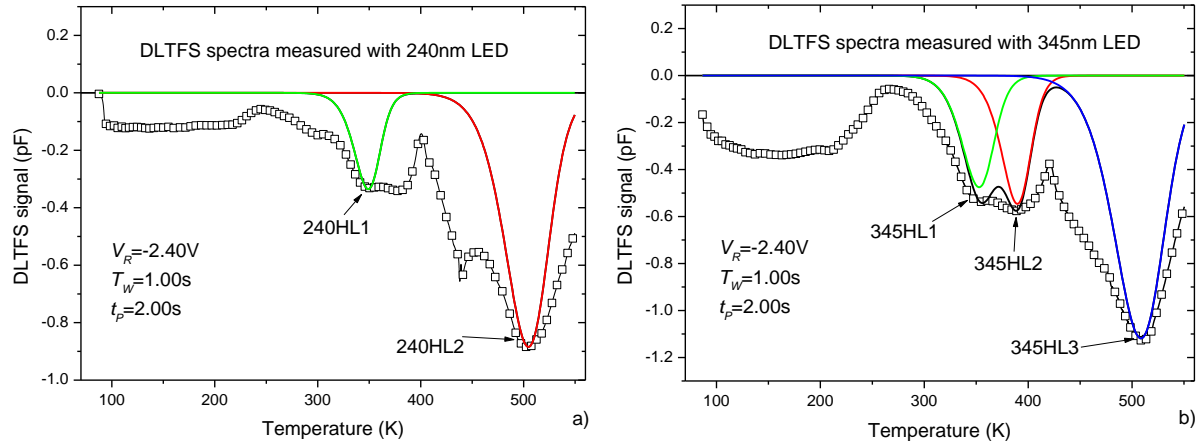 DLTFS spectra measured with 240nm LED
0.2
0.0
-0.2
-0.4
-0.6
-0.8
-1.0
DLTFS signal (pF)
240HL1
240HL2
V_R=-2.40V
T_W=1.00s
t_P=2.00s
100 200 300 400 500
Temperature (K)
a)
DLTFS spectra measured with 345nm LED
0.2
0.0
-0.2
-0.4
-0.6
-0.8
-1.0
-1.2
DLTFS signal (pF)
345HL1
345HL2
345HL3
V_R=-2.40V
T_W=1.00s
t_P=2.00s
100 200 300 400 500
Temperature (K)
b)